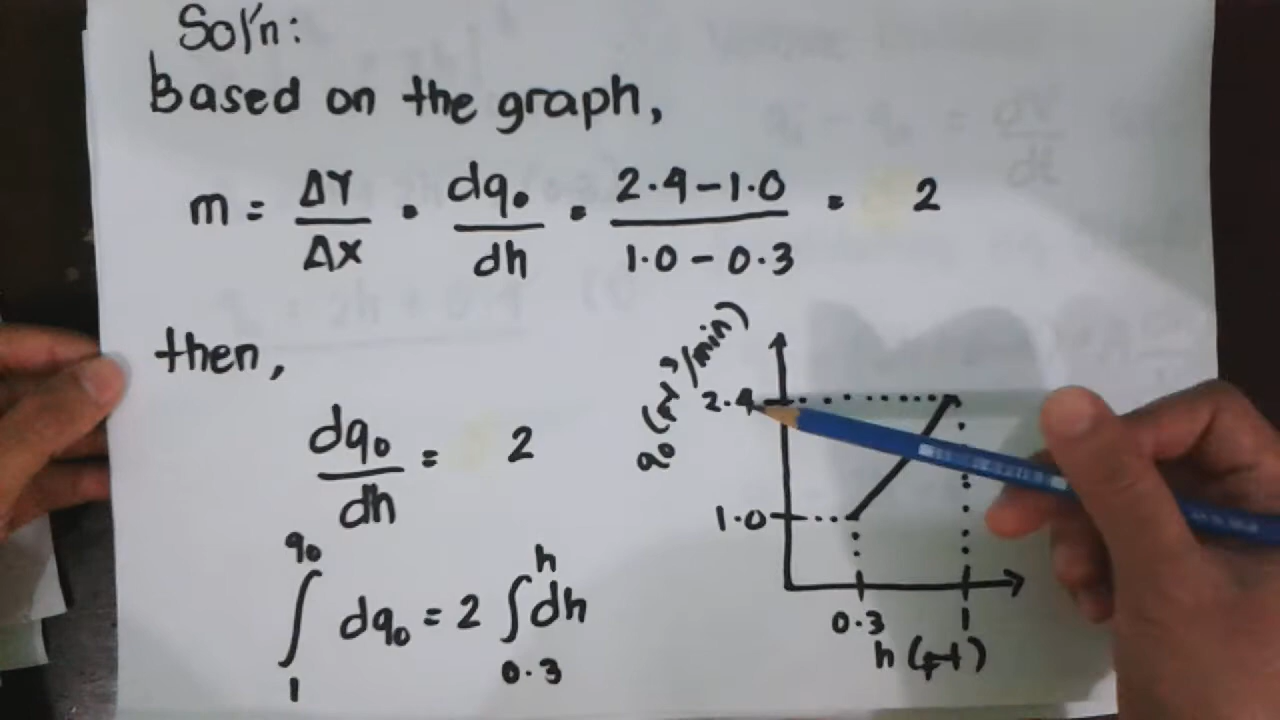 Sol'n:
Based on the graph,
m = ΔY/ΔX = dq₀/dh = 2.4-1.0/1.0-0.3 = 2
then,
dq₀/dh = 2
∫₁^q₀ dq₀ = 2 ∫₀.₃^h dh
q₀ (ft³/min)
2.4
1.0
0.3 1
h (ft)